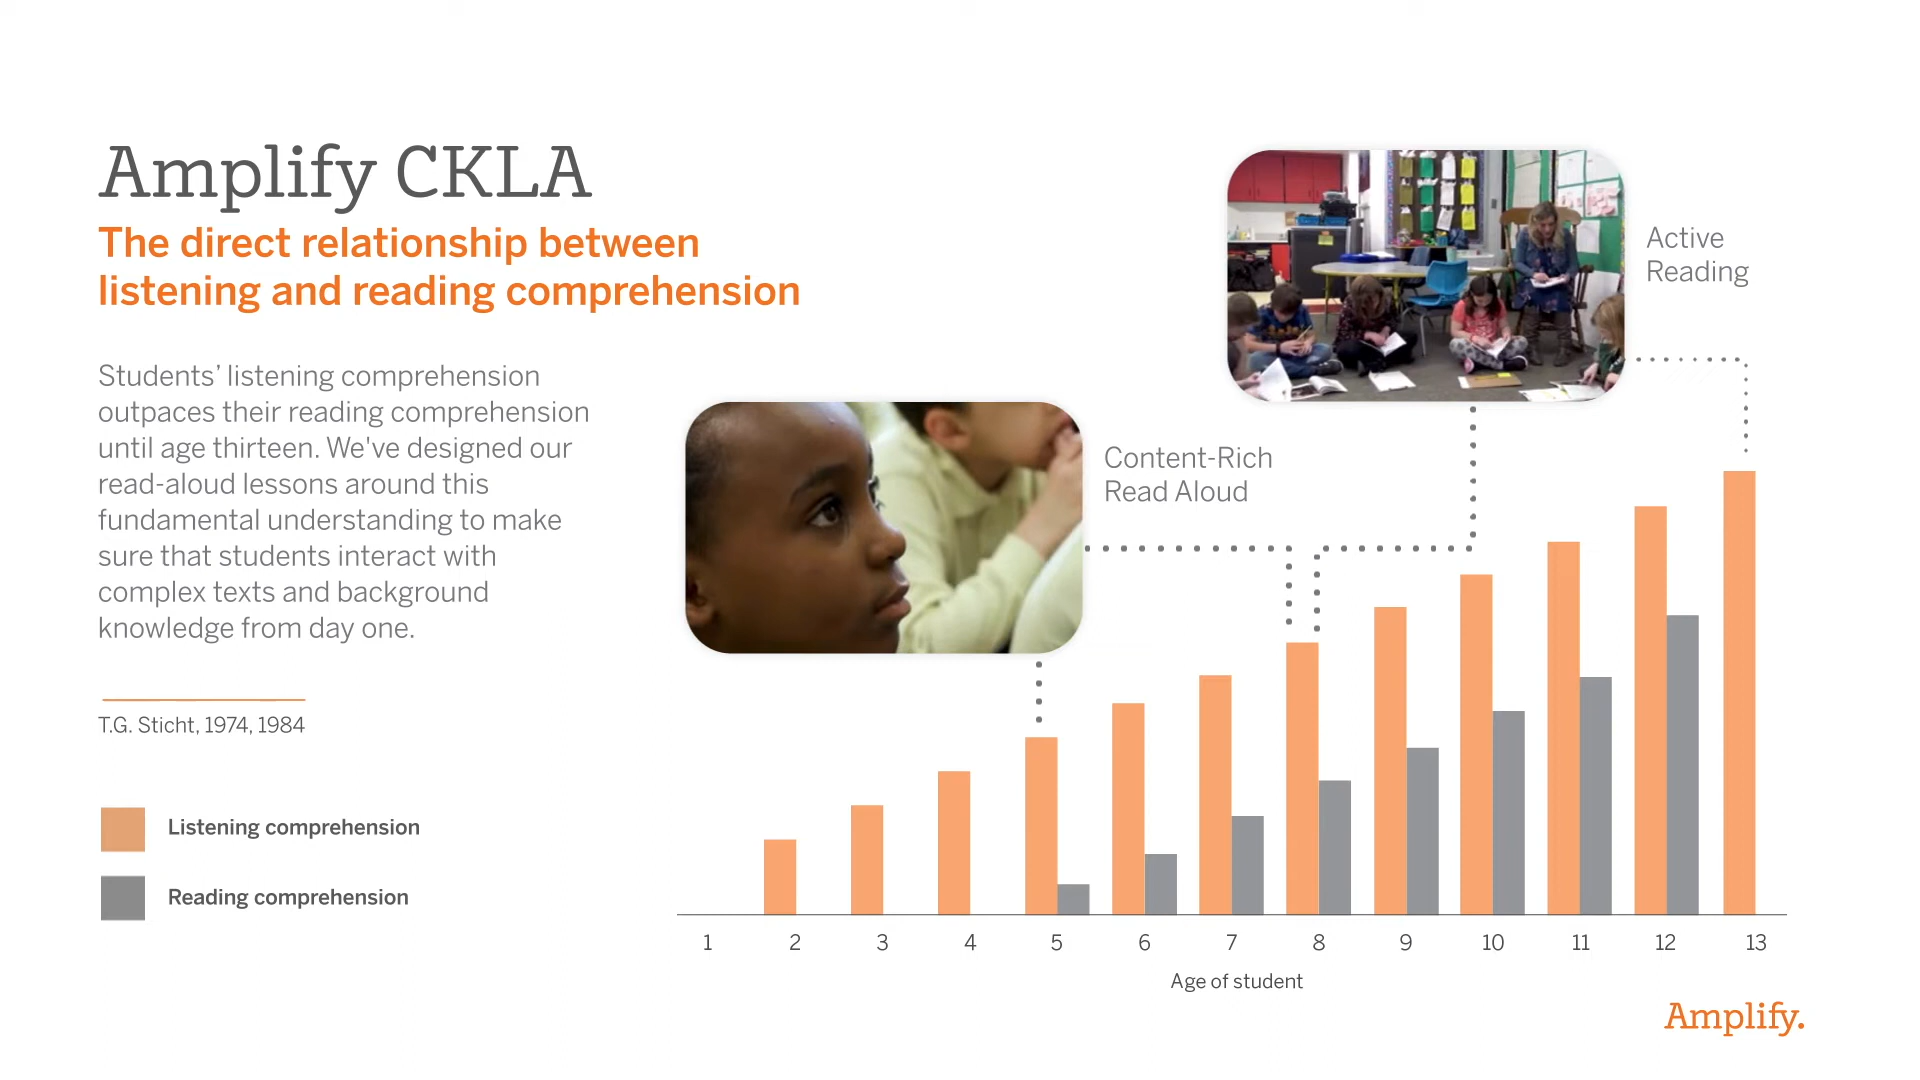 Amplify CKLA
The direct relationship between
listening and reading comprehension
Students’ listening comprehension
outpaces their reading comprehension
until age thirteen. We've designed our
read-aloud lessons around this
fundamental understanding to make
sure that students interact with
complex texts and background
knowledge from day one.
T.G. Sticht, 1974, 1984
Listening comprehension
Reading comprehension
Content-Rich
Read Aloud
Active
Reading
1 2 3 4 5 6 7 8 9 10 11 12 13
Age of student
Amplify.